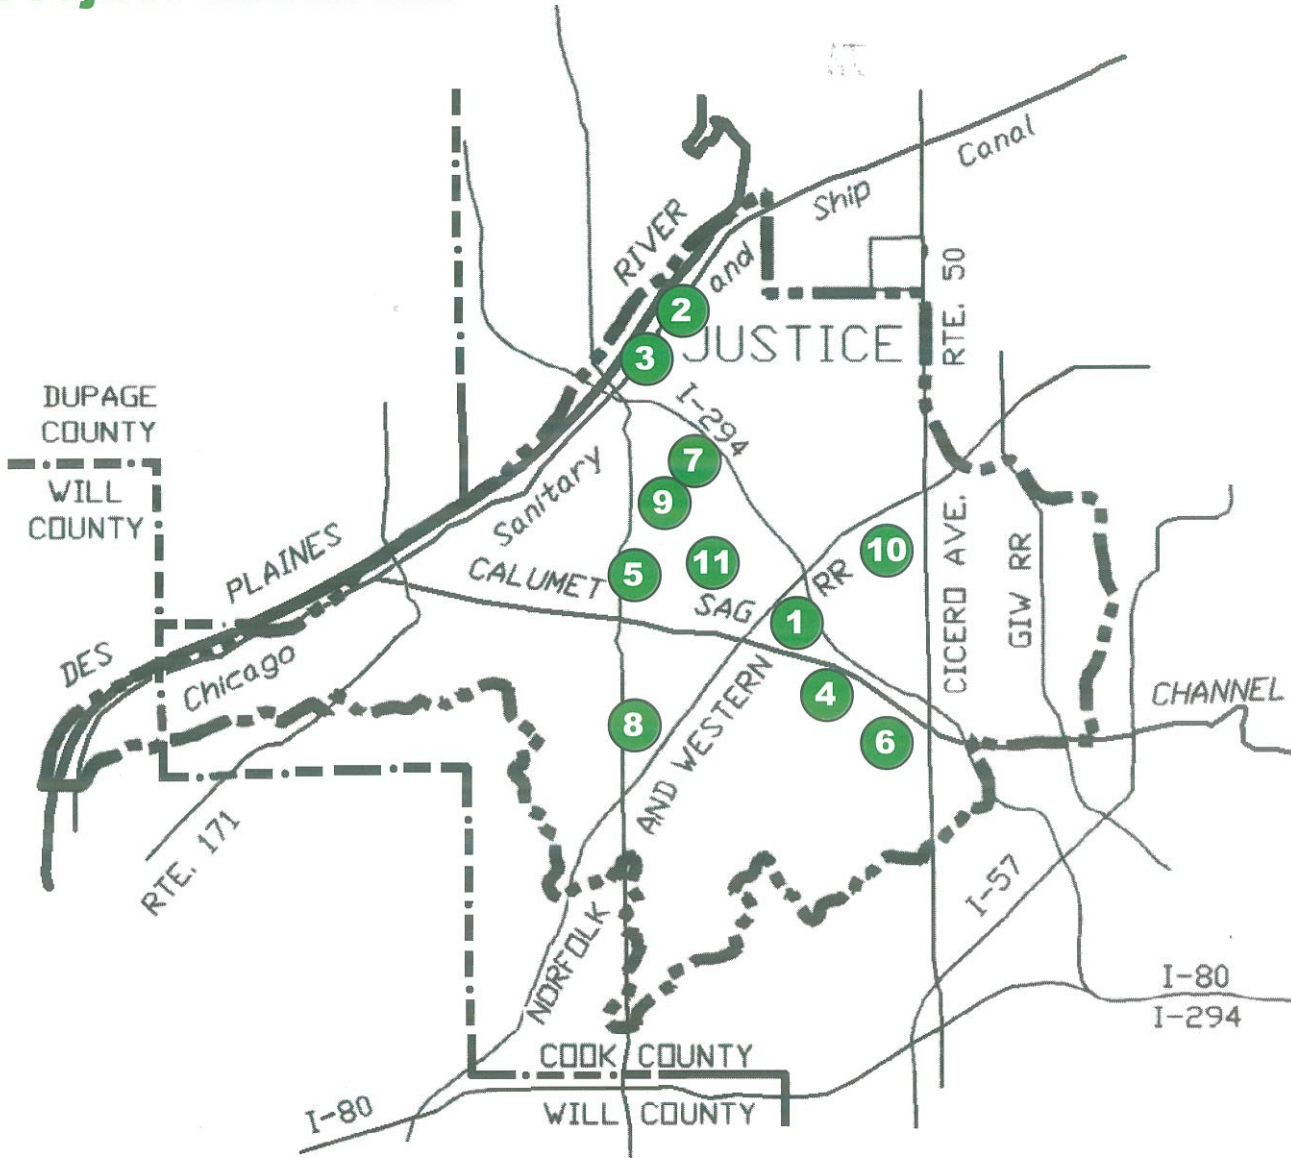 Canal
Ship
and
RIVER
RTE. 50
2
JUSTICE
3
I-294
DUPAGE
COUNTY
WILL
COUNTY
7
9
Sanitary
10
PLAINES
CALUMET
5
11
SAG
RR
1
CICERO AVE.
GIW RR
DES
Chicago
4
CHANNEL
8
6
NORFOLK AND WESTERN
RTE. 171
I-57
I-80
I-294
COOK COUNTY
WILL COUNTY
I-80